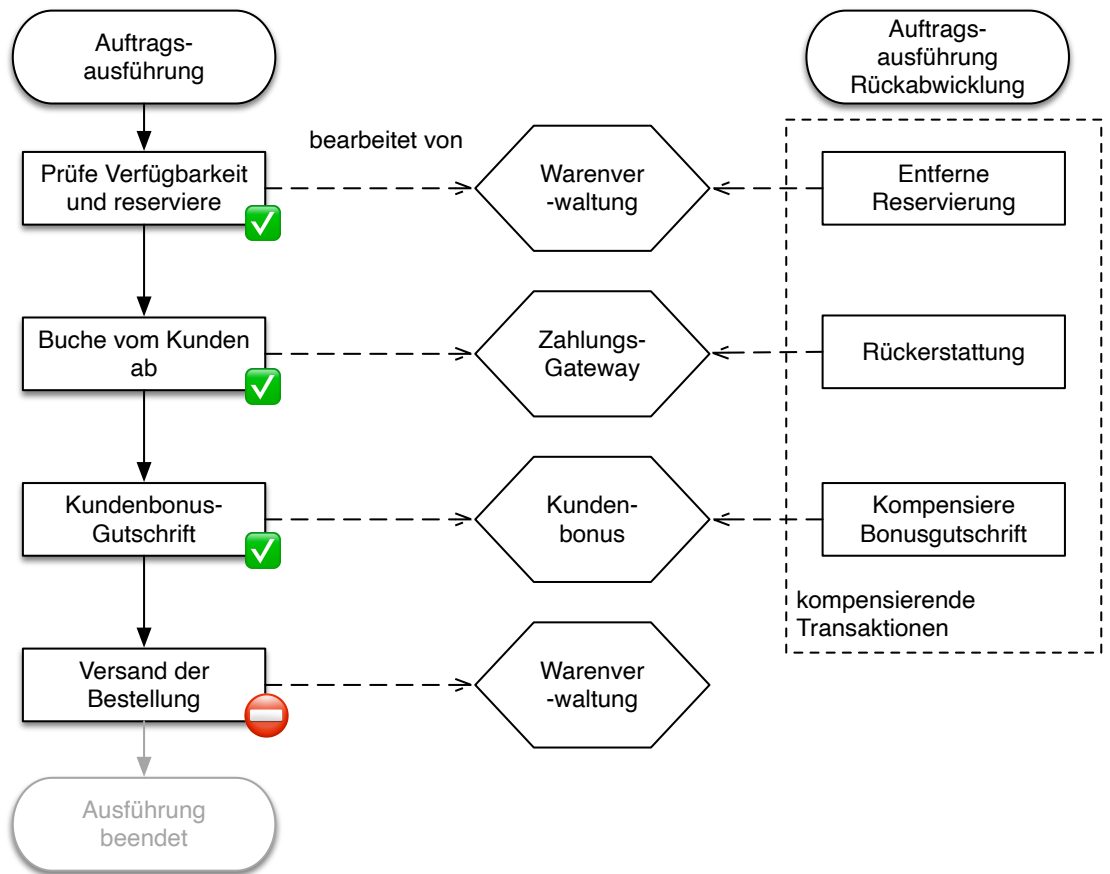 Auftrags-
ausführung
Auftrags-
ausführung
Rückabwicklung
bearbeitet von
Prüfe Verfügbarkeit
und reserviere
Warenver
-waltung
Entferne
Reservierung
Buche vom Kunden
ab
Zahlungs-
Gateway
Rückerstattung
Kundenbonus-
Gutschrift
Kunden-
bonus
Kompensiere
Bonusgutschrift
kompensierende
Transaktionen
Versand der
Bestellung
Warenver
-waltung
Ausführung
beendet